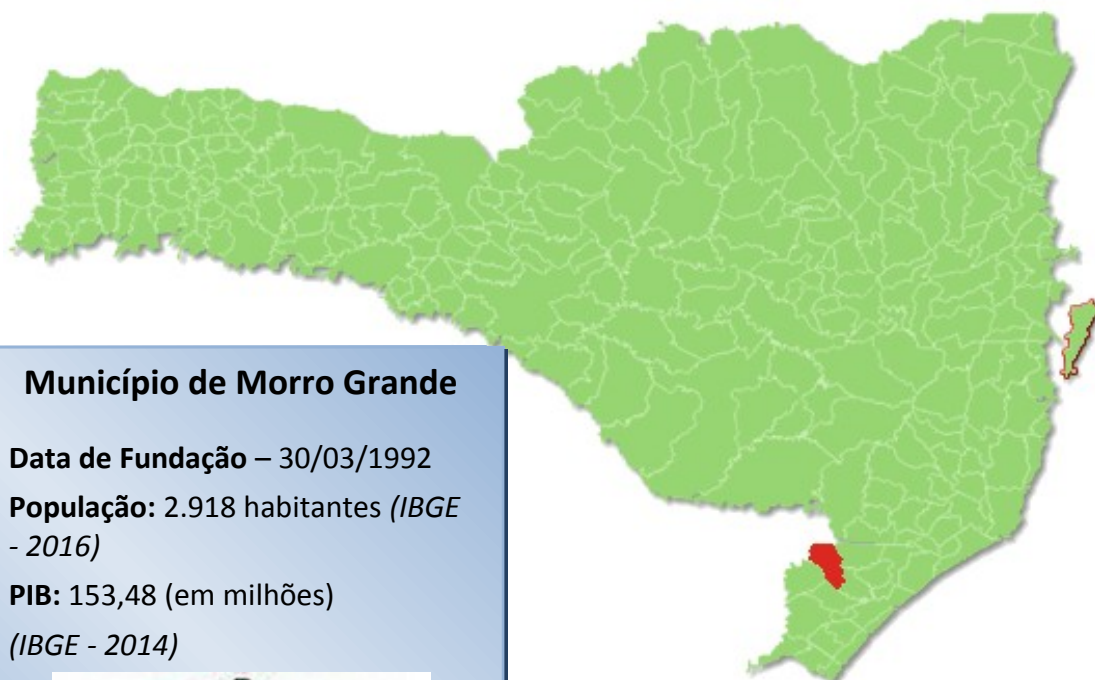 Município de Morro Grande
Data de Fundação – 30/03/1992
População: 2.918 habitantes (IBGE
- 2016)
PIB: 153,48 (em milhões)
(IBGE - 2014)